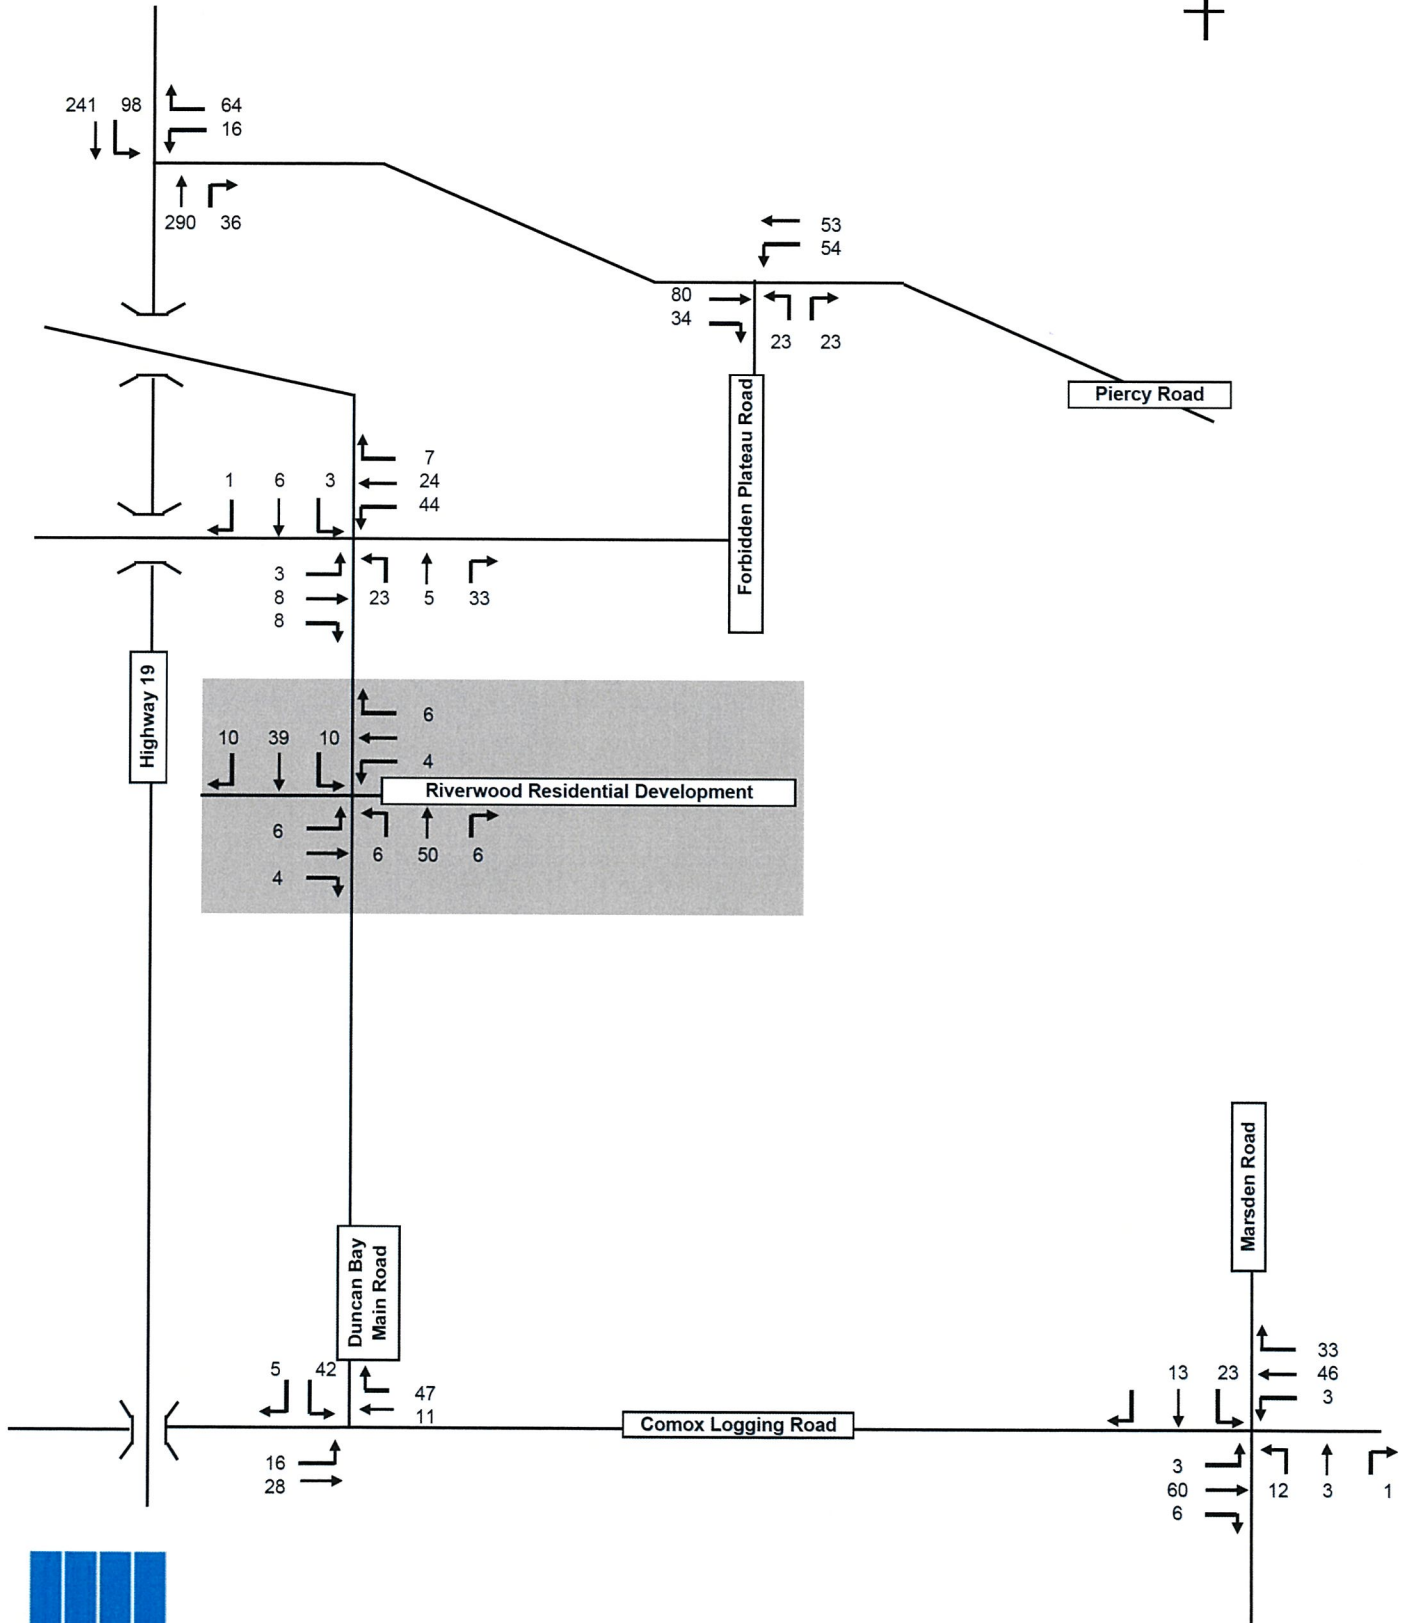 241 98 64
16
290 36
53
54
80
34
23 23
Piercy Road
Forbidden Plateau Road
7
1 6 3 24
44
3
8 23 5 33
8
Highway 19
6
10 39 10
4
Riverwood Residential Development
6
6 50 6
4
Marsden Road
Duncan Bay
Main Road
5 42
47
11
Comox Logging Road
16
28
33
13 23 46
3
3
60 12 3 1
6